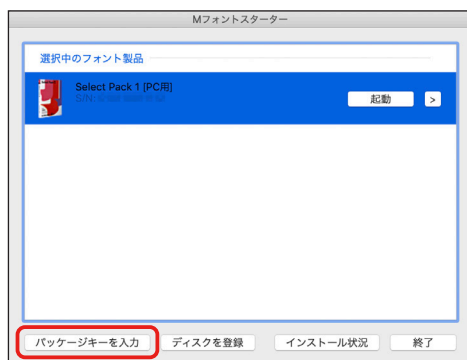 Mフォントスターター
選択中のフォント製品
Select Pack 1 [PC用]
S/N:
起動 >
パッケージキーを入力 ディスクを登録 インストール状況 終了